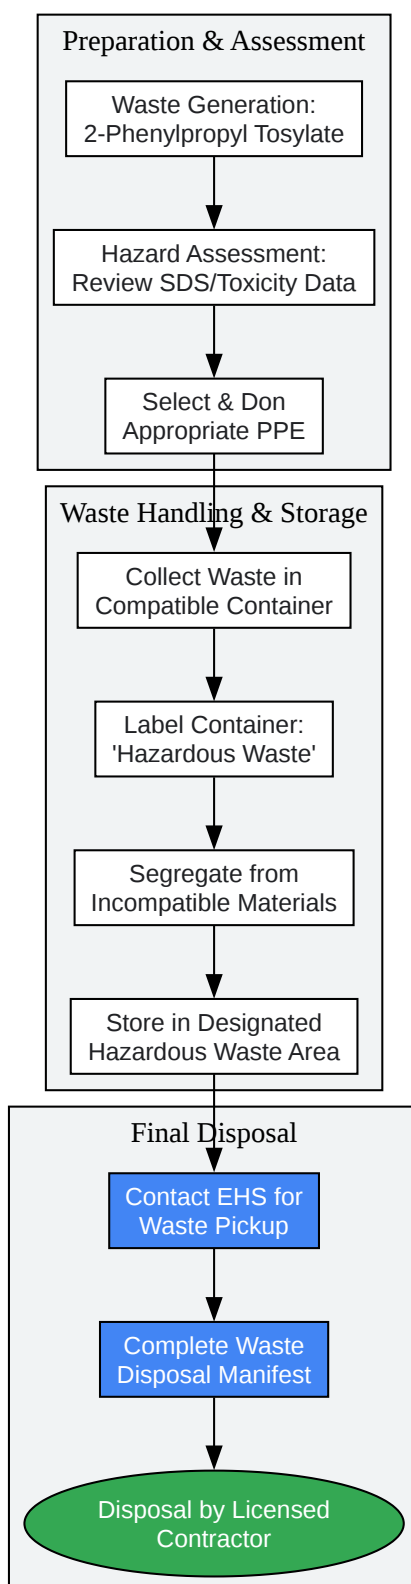 Preparation & Assessment
Waste Generation:
2-Phenylpropyl Tosylate
Hazard Assessment:
Review SDS/Toxicity Data
Select & Don
Appropriate PPE
Waste Handling & Storage
Collect Waste in
Compatible Container
Label Container:
'Hazardous Waste'
Segregate from
Incompatible Materials
Store in Designated
Hazardous Waste Area
Final Disposal
Contact EHS for
Waste Pickup
Complete Waste
Disposal Manifest
Disposal by Licensed
Contractor